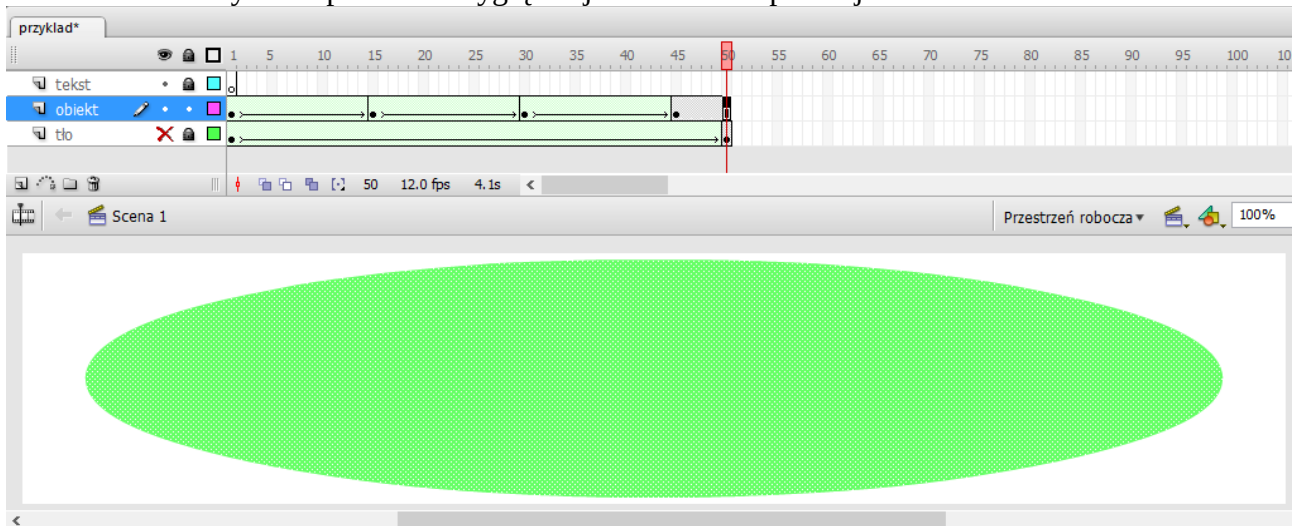 przyklad*
1 5 10 15 20 25 30 35 40 45 50 55 60 65 70 75 80 85 90 95 100 10
tekst
obiekt
tło
50 12.0 fps 4.1s
Scena 1 Przestrzeń robocza 100%